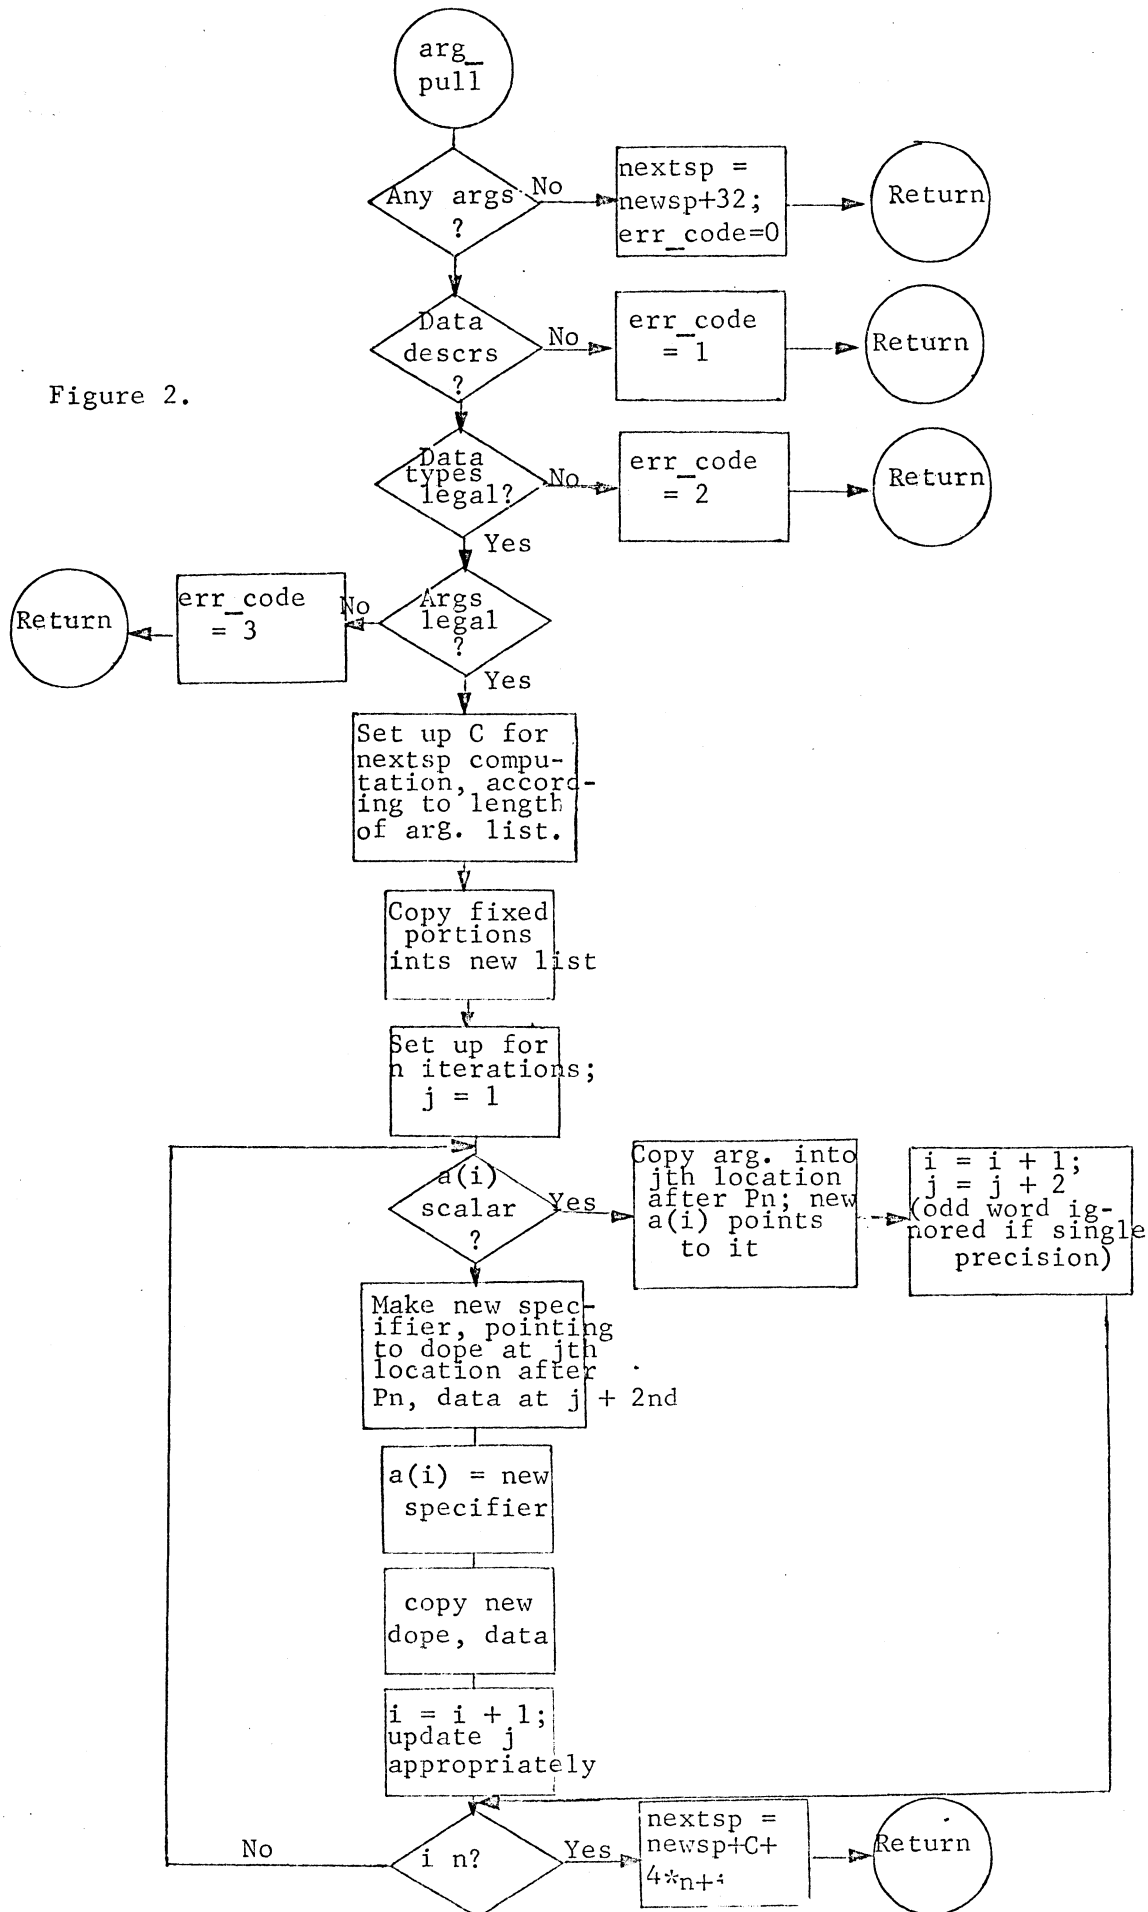 arg_
pull
Any args
?
No
nextsp =
newsp+32;
err_code=0
Return
Data
descrs
?
No
err_code
= 1
Return
Figure 2.
Data
types
legal?
No
err_code
= 2
Return
Yes
Args
legal
?
No
err_code
= 3
Return
Yes
Set up C for
nextsp compu-
tation, accord-
ing to length
of arg. list.
Copy fixed
portions
ints new list
Set up for
n iterations;
j = 1
a(i)
scalar
?
Yes
Copy arg. into
jth location
after Pn; new
a(i) points
to it
i = i + 1;
j = j + 2
(odd word ig-
nored if single
precision)
Make new spec-
ifier, pointing
to dope at jth
location after
Pn, data at j + 2nd
a(i) = new
specifier
copy new
dope, data
i = i + 1;
update j
appropriately
i n?
No
Yes
nextsp =
newsp+C+
4*n+
Return